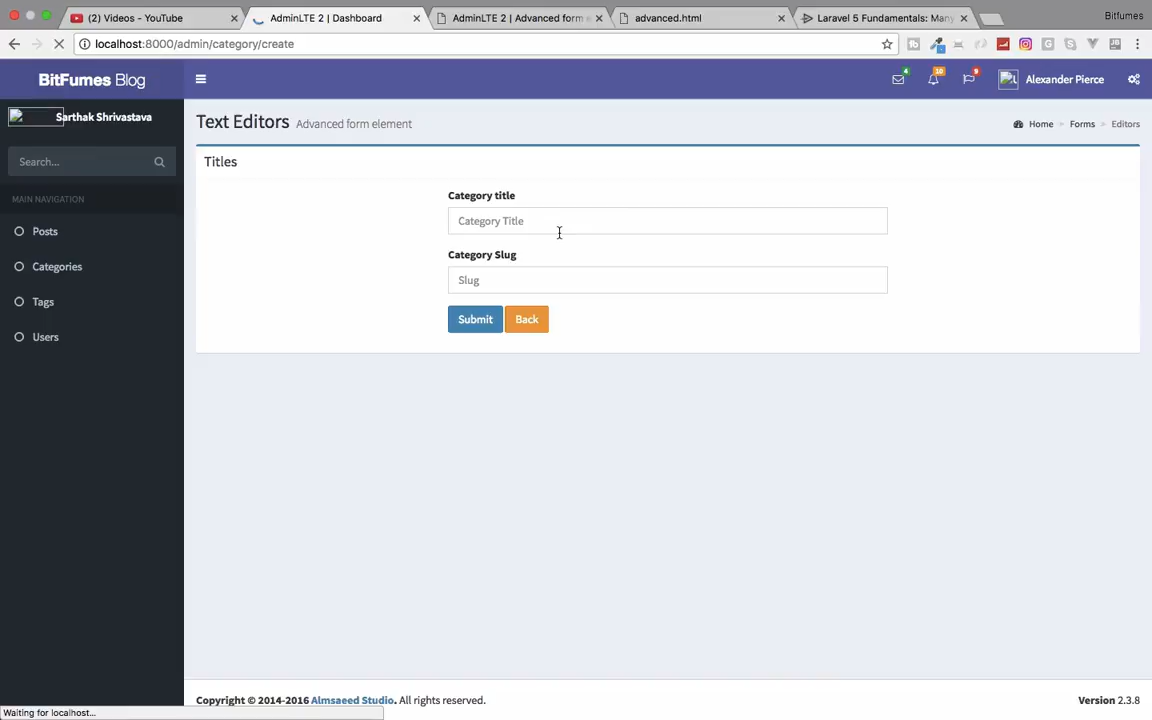 (2) Videos - YouTube
AdminLTE 2 | Dashboard
AdminLTE 2 | Advanced form e
advanced.html
Laravel 5 Fundamentals: Many
Bitfumes
localhost:8000/admin/category/create
BitFumes Blog
4
10
9
Alexander Pierce
Sarthak Shrivastava
Text Editors Advanced form element
Home > Forms > Editors
Search...
Titles
MAIN NAVIGATION
Posts
Categories
Tags
Users
Category title
Category Title
Category Slug
Slug
Submit
Back
Copyright © 2014-2016 Almsaeed Studio. All rights reserved.
Version 2.3.8
Waiting for localhost...